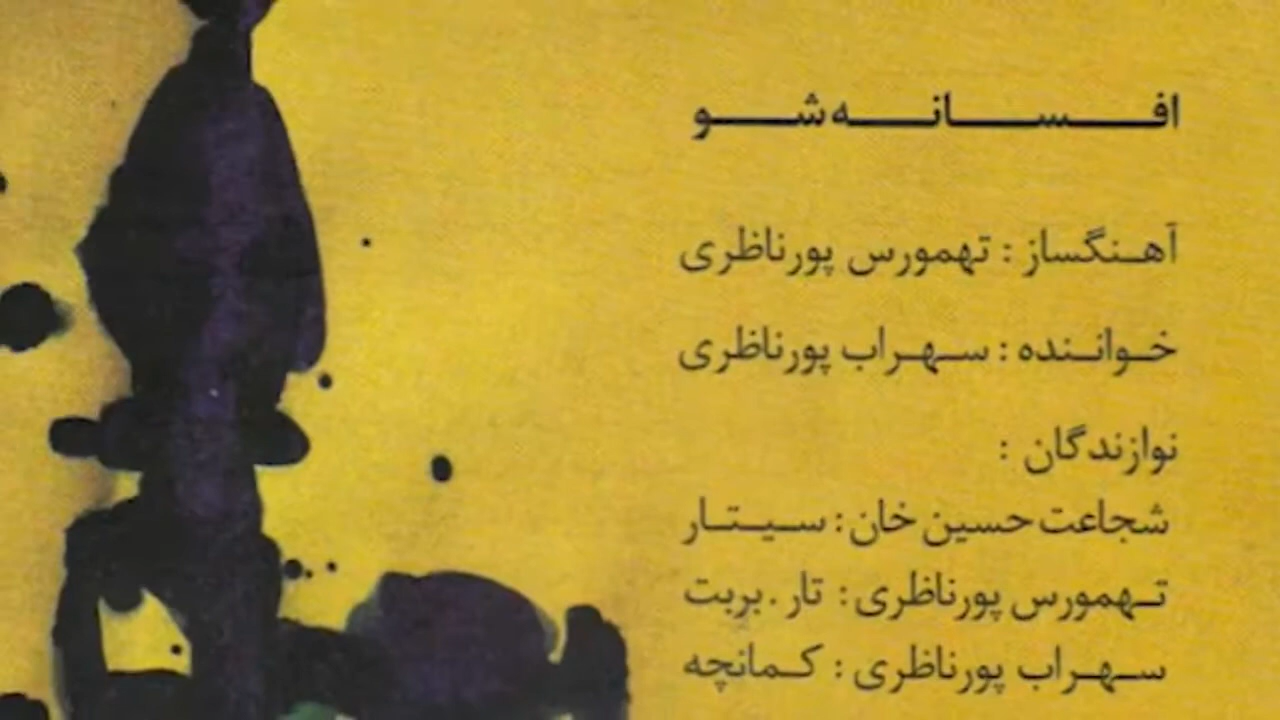 افسانه شو
آهنگساز : تهمورس پورناظری
خواننده : سهراب پورناظری
نوازندگان :
شجاعت حسین خان : سیتار
تهمورس پورناظری : تار . بربت
سهراب پورناظری : کمانچه